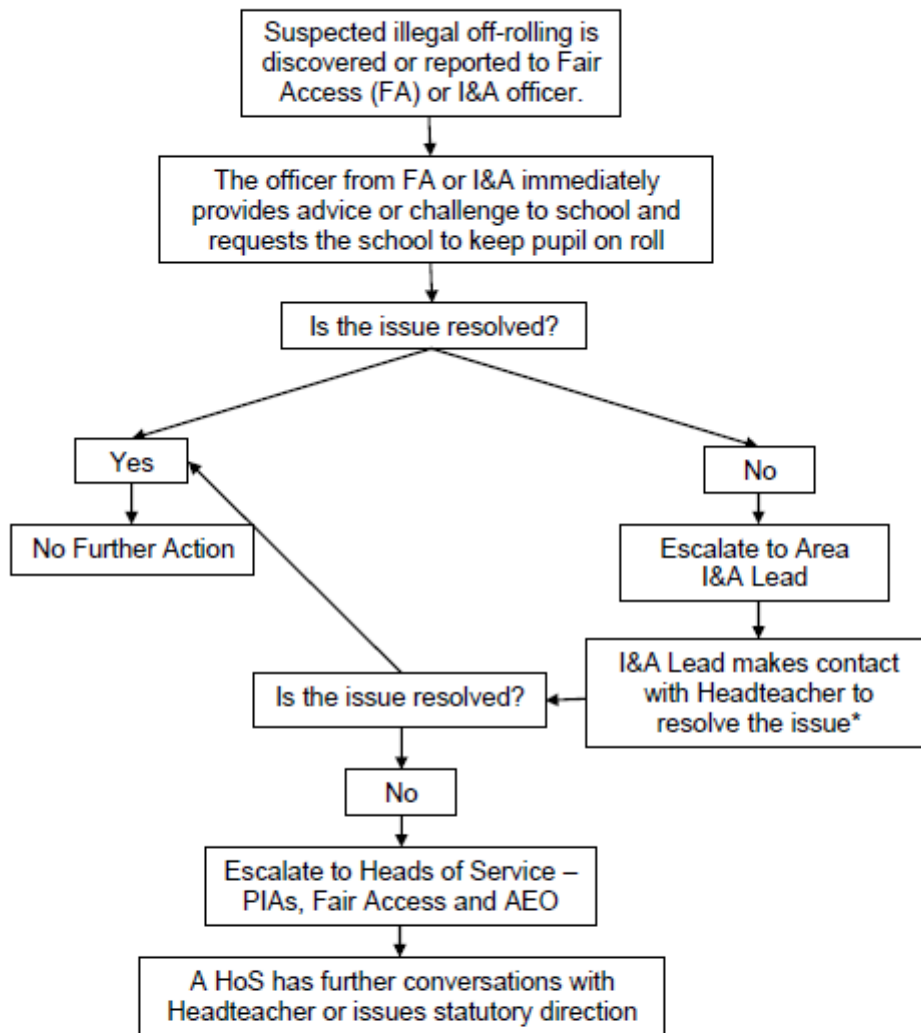 Suspected illegal off-rolling is
discovered or reported to Fair
Access (FA) or I&A officer.
The officer from FA or I&A immediately
provides advice or challenge to school and
requests the school to keep pupil on roll
Is the issue resolved?
Yes
No
No Further Action
Escalate to Area
I&A Lead
I&A Lead makes contact
with Headteacher to
resolve the issue*
Is the issue resolved?
No
Escalate to Heads of Service –
PIAs, Fair Access and AEO
A HoS has further conversations with
Headteacher or issues statutory direction